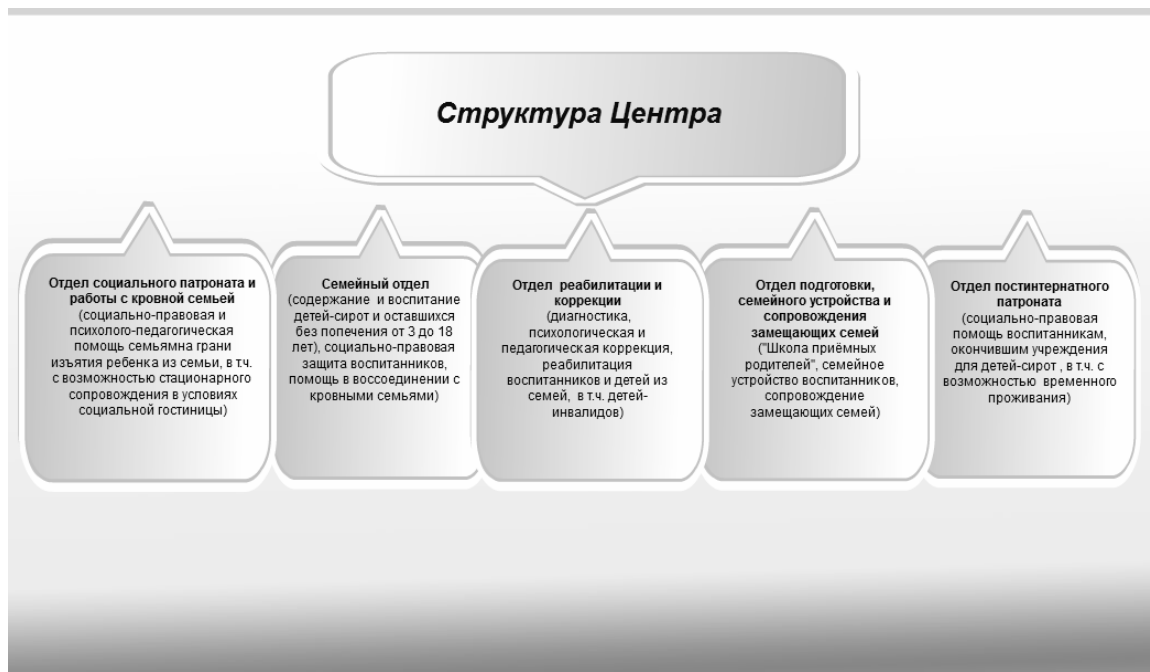 Структура Центра
Отдел социального патроната и
работы с кровной семьей
(социально-правовая и
психолого-педагогическая
помощь семьямна грани
изъятия ребенка из семьи, в т.ч.
с возможностью стационарного
сопровождения в условиях
социальной гостиницы)
Семейный отдел
(содержание и воспитание
детей-сирот и оставшихся
без попечения от 3 до 18
лет), социально-правовая
защита воспитанников,
помощь в воссоединении с
кровными семьями)
Отдел реабилитации и
коррекции
(диагностика,
психологическая и
педагогическая коррекция,
реабилитация
воспитанников и детей из
семей, в т.ч. детей-
инвалидов)
Отдел подготовки,
семейного устройства и
сопровождения
замещающих семей
("Школа приёмных
родителей", семейное
устройство воспитанников,
сопровождение
замещающих семей)
Отдел постинтернатного
патроната
(социально-правовая
помощь воспитанникам,
окончившим учреждения
для детей-сирот , в т.ч. с
возможностью временного
проживания)